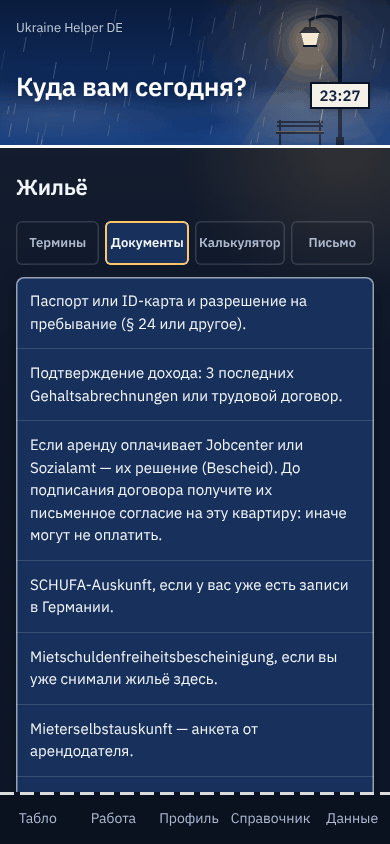 Ukraine Helper DE
Куда вам сегодня?
23:27
Жильё
Термины
Документы
Калькулятор
Письмо
Паспорт или ID-карта и разрешение на
пребывание (§ 24 или другое).
Подтверждение дохода: 3 последних
Gehaltsabrechnungen или трудовой договор.
Если аренду оплачивает Jobcenter или
Sozialamt — их решение (Bescheid). До
подписания договора получите их
письменное согласие на эту квартиру: иначе
могут не оплатить.
SCHUFA-Auskunft, если у вас уже есть записи
в Германии.
Mietschuldenfreiheitsbescheinigung, если вы
уже снимали жильё здесь.
Mieterselbstauskunft — анкета от
арендодателя.
Табло
Работа
Профиль
Справочник
Данные